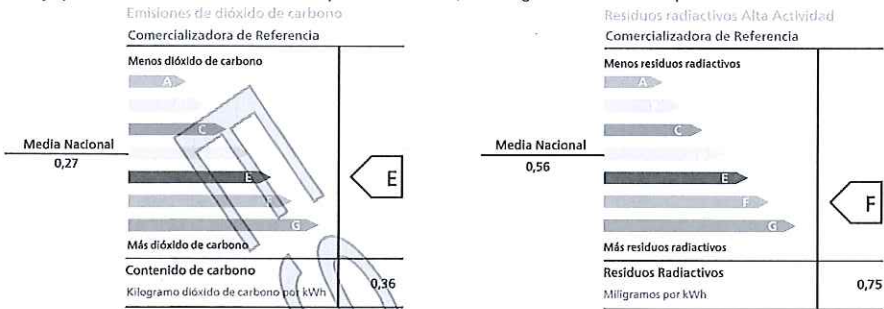 Emisiones de dióxido de carbono
Comercializadora de Referencia
Menos dióxido de carbono
A
C
Media Nacional
0,27
E
E
G
Más dióxido de carbono
Contenido de carbono
0,36
Kilogramo dióxido de carbono por kWh
Residuos radiactivos Alta Actividad
Comercializadora de Referencia
Menos residuos radiactivos
A
C
Media Nacional
0,56
E
F
F
G
Más residuos radiactivos
Residuos Radiactivos
0,75
Miligramos por kWh